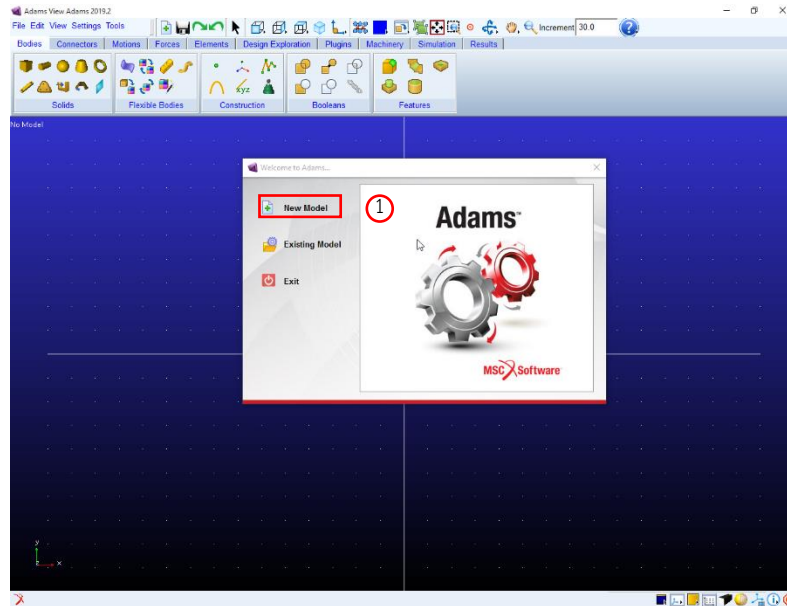 Adams View Adams 2019.2
File Edit View Settings Tools
Increment 30.0
?
Bodies Connectors Motions Forces Elements Design Exploration Plugins Machinery Simulation Results
xyz
Solids Flexible Bodies Construction Booleans Features
No Model
Welcome to Adams...
New Model
1
Existing Model
Exit
Adams™
MSC Software
y
z x